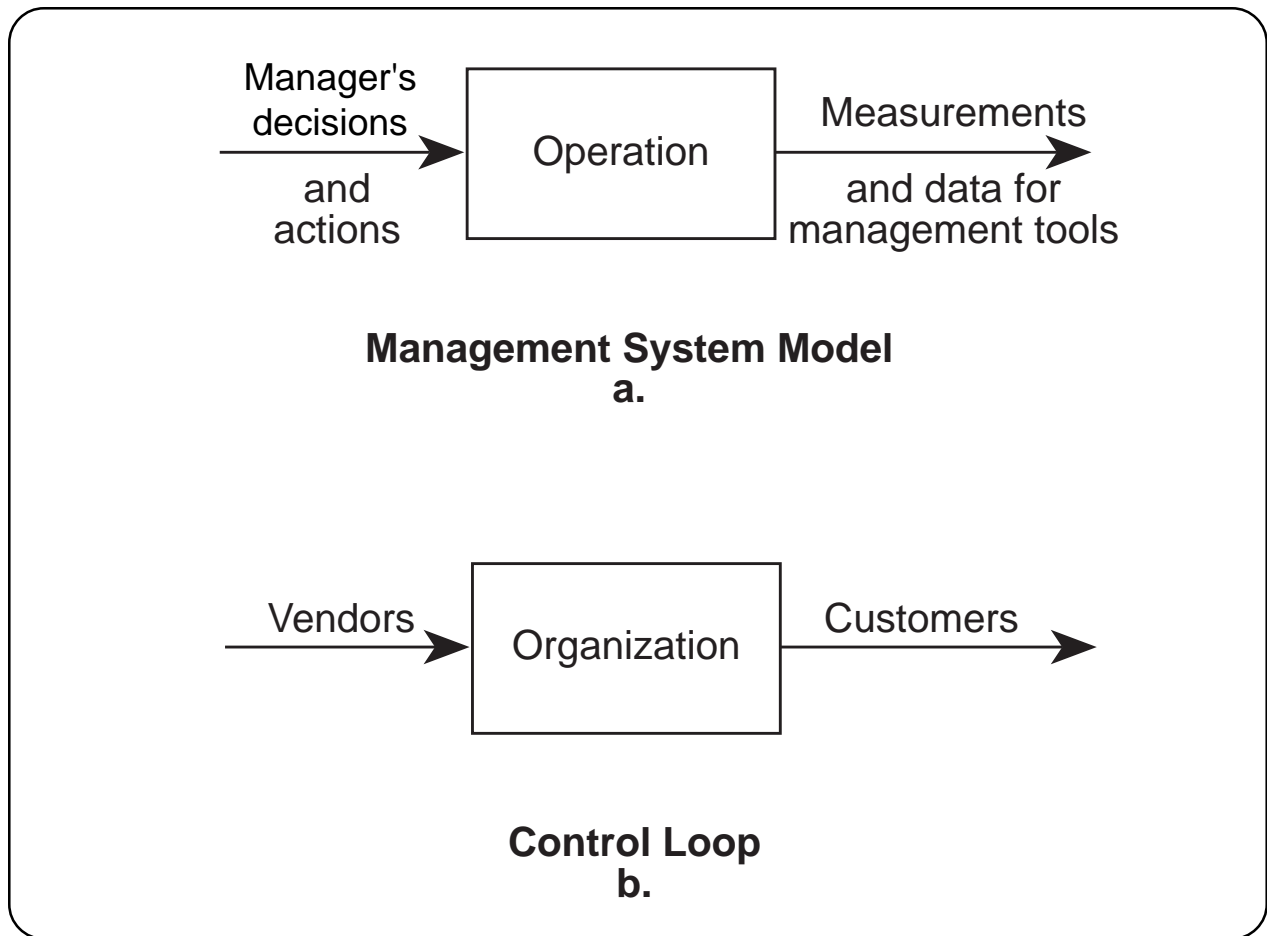 Manager's
decisions
and
actions
Operation
Measurements
and data for
management tools
Management System Model
a.
Vendors
Organization
Customers
Control Loop
b.